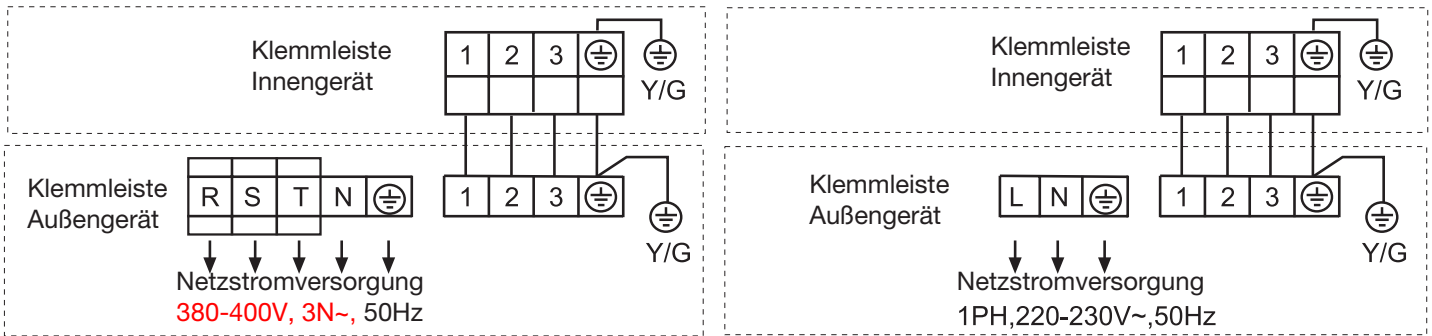 Klemmleiste
Innengerät
1 2 3
Y/G
Klemmleiste
Außengerät
R S T N
1 2 3
Y/G
Netzstromversorgung
380-400V, 3N~, 50Hz
Klemmleiste
Innengerät
1 2 3
Y/G
Klemmleiste
Außengerät
L N
1 2 3
Y/G
Netzstromversorgung
1PH,220-230V~,50Hz